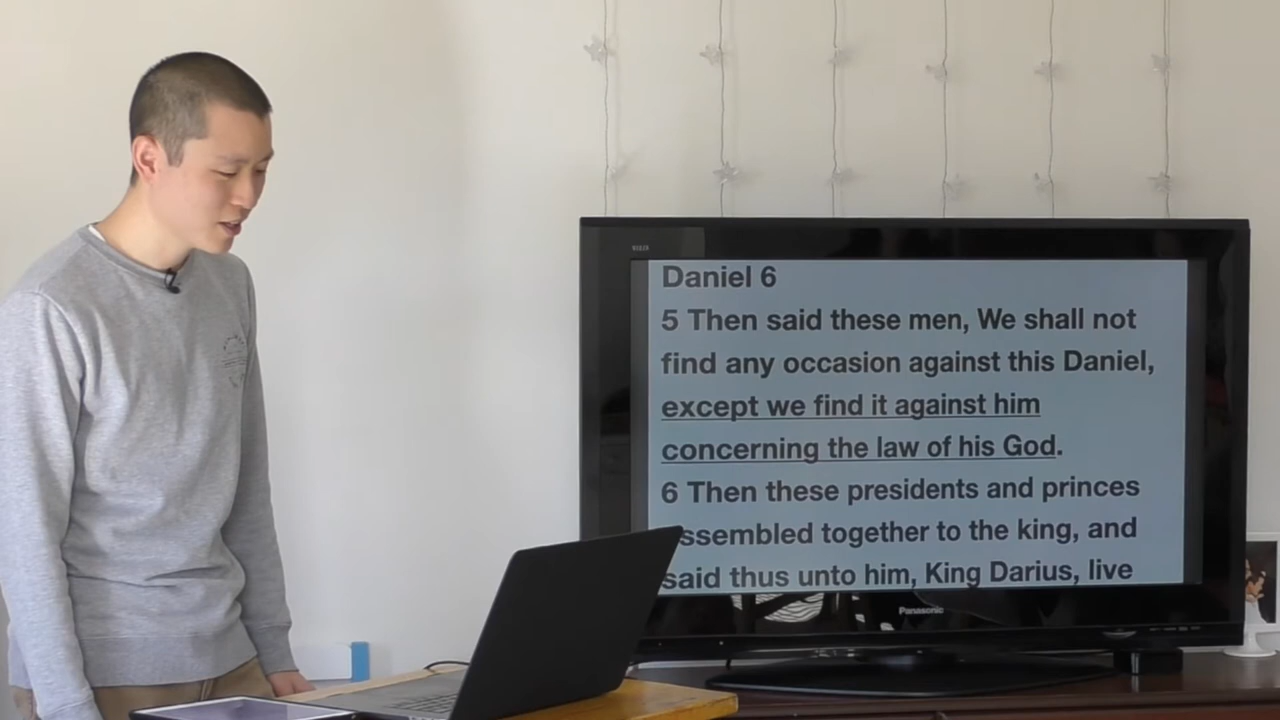 Daniel 6
5 Then said these men, We shall not
find any occasion against this Daniel,
except we find it against him
concerning the law of his God.
6 Then these presidents and princes
assembled together to the king, and
said thus unto him, King Darius, live
Panasonic